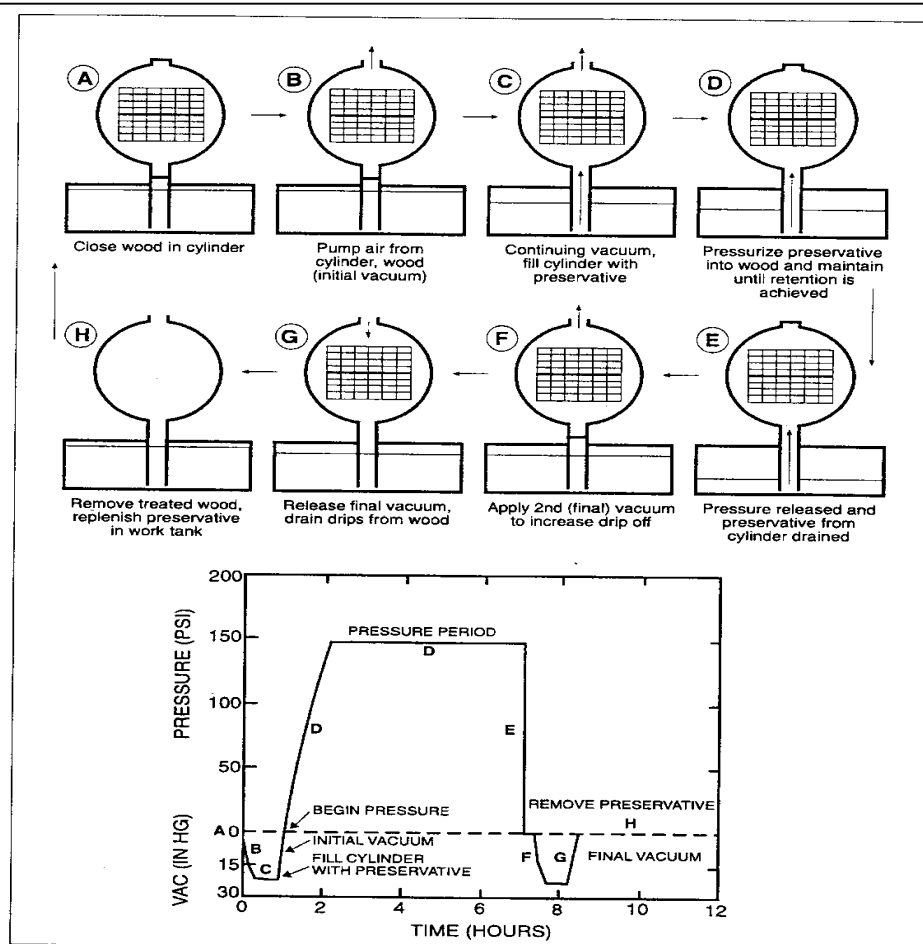 A
B
C
D
Close wood in cylinder
Pump air from
cylinder, wood
(initial vacuum)
Continuing vacuum,
fill cylinder with
preservative
Pressurize preservative
into wood and maintain
until retention is
achieved
H
G
F
E
Remove treated wood,
replenish preservative
in work tank
Release final vacuum,
drain drips from wood
Apply 2nd (final) vacuum
to increase drip off
Pressure released and
preservative from
cylinder drained
200
150
100
50
A 0
15
30
PRESSURE (PSI)
VAC (IN HG)
PRESSURE PERIOD
D
D
E
BEGIN PRESSURE
REMOVE PRESERVATIVE
H
B
INITIAL VACUUM
C
FILL CYLINDER
WITH PRESERVATIVE
F
G
FINAL VACUUM
0 2 4 6 8 10 12
TIME (HOURS)